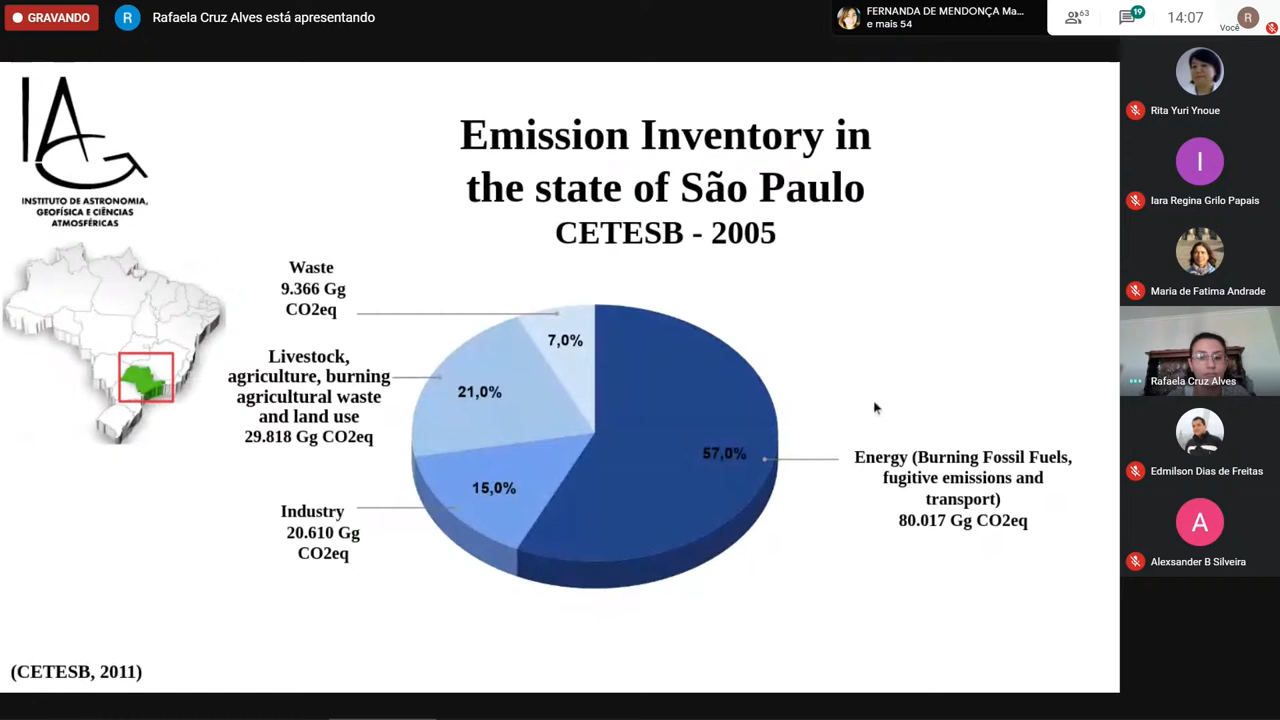 GRAVANDO
R
Rafaela Cruz Alves está apresentando
FERNANDA DE MENDONÇA Ma...
e mais 54
63
19
14:07
Você
R
IAG
INSTITUTO DE ASTRONOMIA,
GEOFÍSICA E CIÊNCIAS
ATMOSFÉRICAS
Emission Inventory in
the state of São Paulo
CETESB - 2005
Waste
9.366 Gg
CO2eq
7,0%
Livestock,
agriculture, burning
agricultural waste
and land use
29.818 Gg CO2eq
21,0%
57,0%
Energy (Burning Fossil Fuels,
fugitive emissions and
transport)
80.017 Gg CO2eq
15,0%
Industry
20.610 Gg
CO2eq
(CETESB, 2011)
Rita Yuri Ynoue
I
Iara Regina Grilo Papais
Maria de Fatima Andrade
Rafaela Cruz Alves
Edmilson Dias de Freitas
A
Alexsander B Silveira